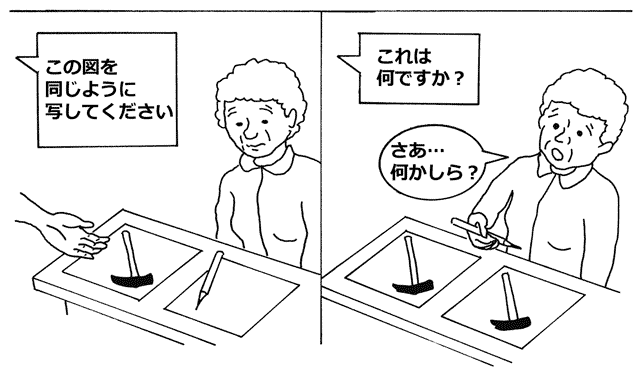 この図を
同じように
写してください
これは
何ですか？
さあ…
何かしら？